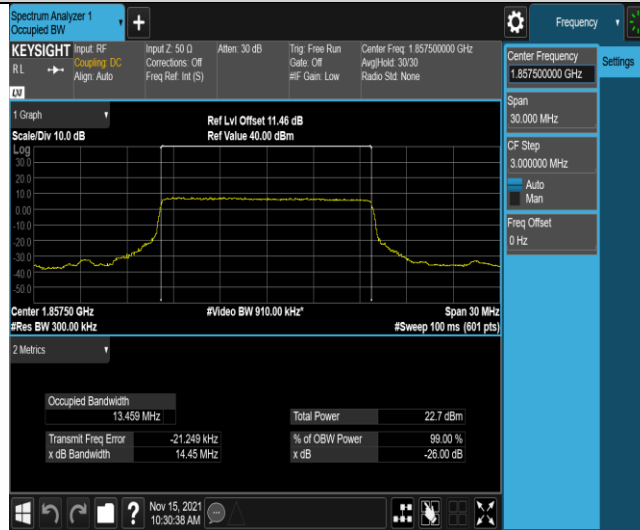 Spectrum Analyzer 1
Occupied BW
Frequency
KEYSIGHT
RL
LXI
Input: RF
Coupling: DC
Align: Auto
Input Z: 50 Ω
Corrections: Off
Freq Ref: Int (S)
Atten: 30 dB
Trig: Free Run
Gate: Off
#IF Gain: Low
Center Freq: 1.857500000 GHz
Avg|Hold: 30/30
Radio Std: None
Center Frequency
1.857500000 GHz
Settings
Span
30.000 MHz
CF Step
3.000000 MHz
Auto
Man
Freq Offset
0 Hz
1 Graph
Scale/Div 10.0 dB
Ref Lvl Offset 11.46 dB
Ref Value 40.00 dBm
Log
30.0
20.0
10.0
0.00
-10.0
-20.0
-30.0
-40.0
-50.0
Center 1.85750 GHz
#Res BW 300.00 kHz
#Video BW 910.00 kHz*
Span 30 MHz
#Sweep 100 ms (601 pts)
2 Metrics
Occupied Bandwidth
13.459 MHz
Total Power 22.7 dBm
Transmit Freq Error -21.249 kHz
% of OBW Power 99.00 %
x dB Bandwidth 14.45 MHz
x dB -26.00 dB
?
Nov 15, 2021
10:30:38 AM